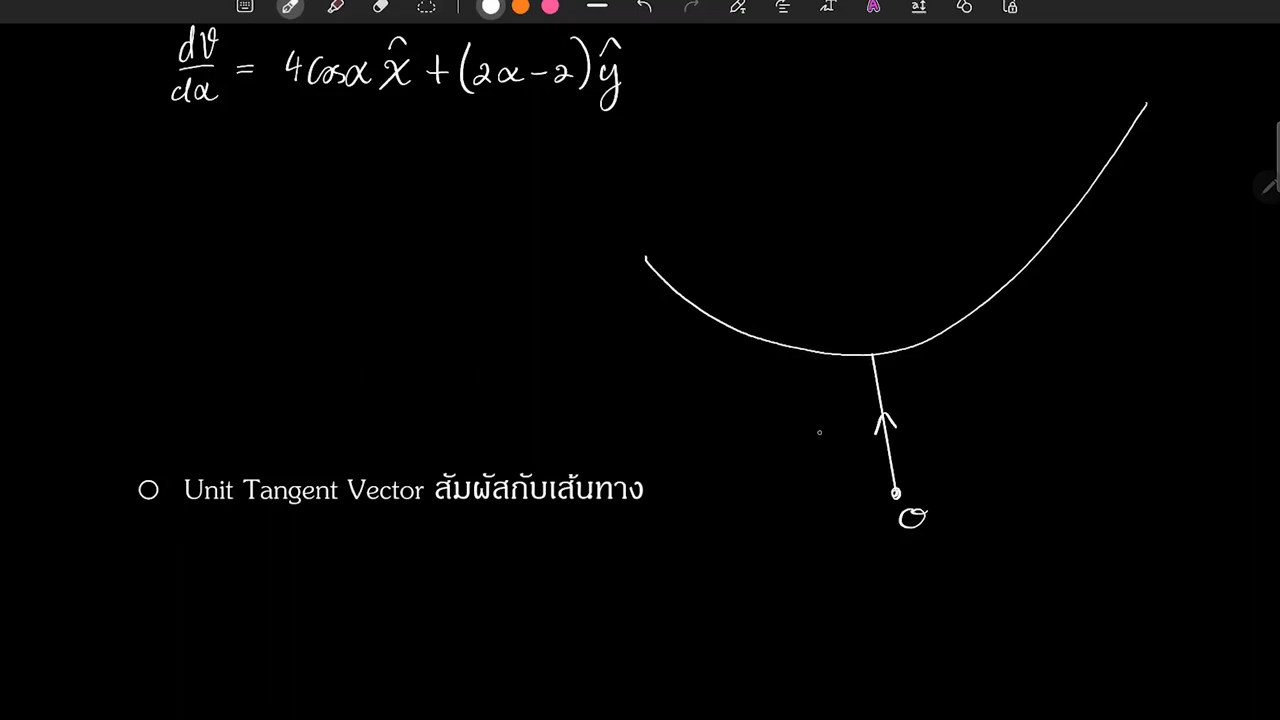 dv/dα = 4cosα x̂ + (2α-2) ŷ
O
○ Unit Tangent Vector สัมผัสกับเส้นทาง